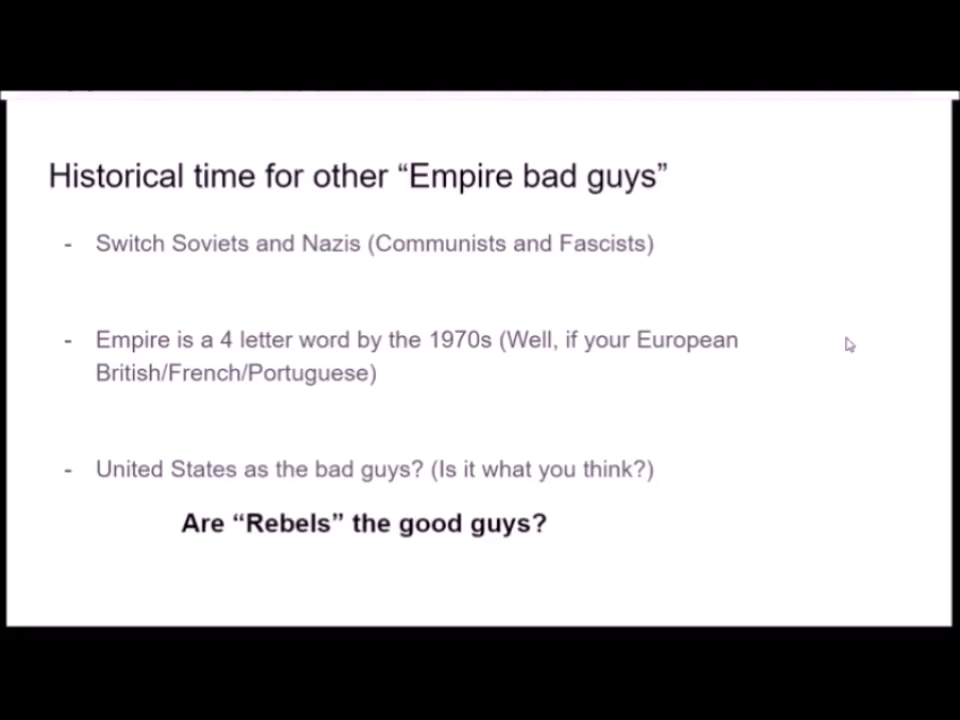 Historical time for other “Empire bad guys”
- Switch Soviets and Nazis (Communists and Fascists)
- Empire is a 4 letter word by the 1970s (Well, if your European
British/French/Portuguese)
- United States as the bad guys? (Is it what you think?)
Are “Rebels” the good guys?